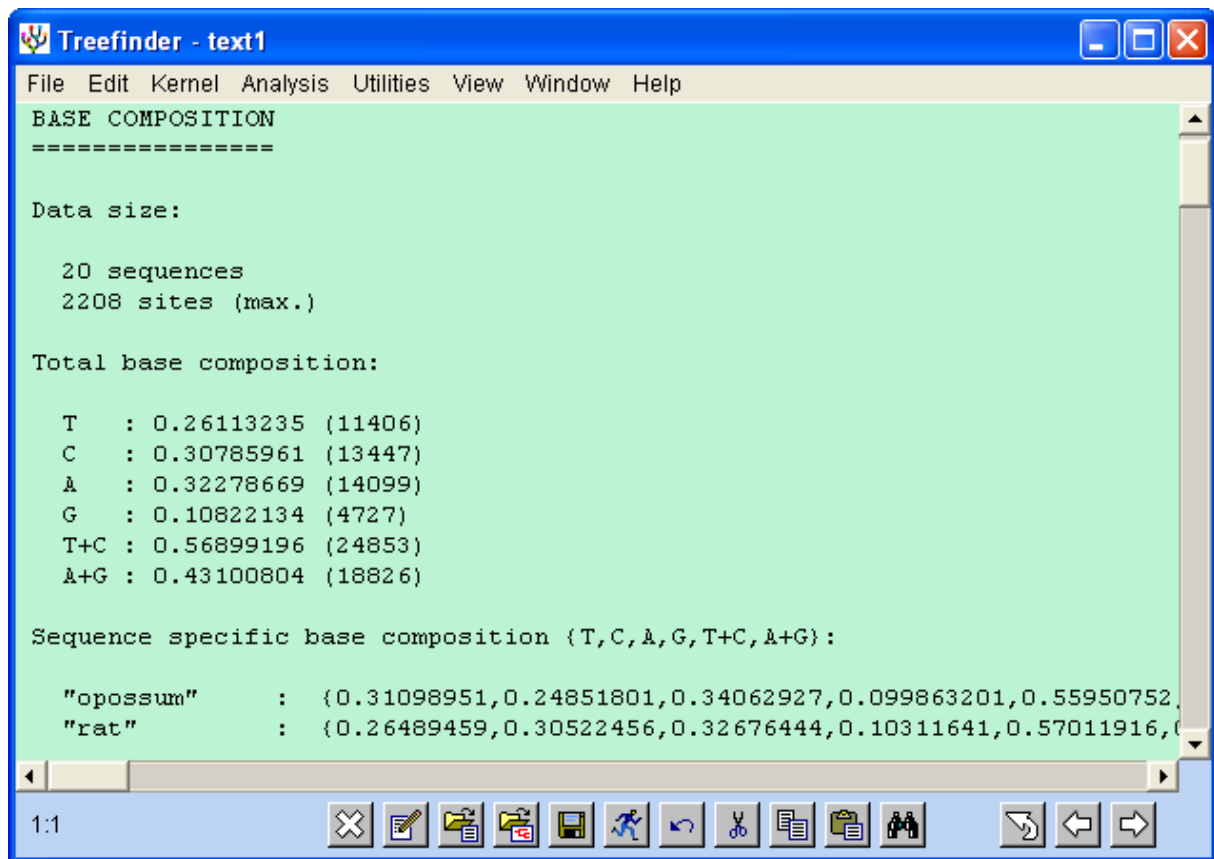 Treefinder - text1
File Edit Kernel Analysis Utilities View Window Help
BASE COMPOSITION
================
Data size:
20 sequences
2208 sites (max.)
Total base composition:
T : 0.26113235 (11406)
C : 0.30785961 (13447)
A : 0.32278669 (14099)
G : 0.10822134 (4727)
T+C : 0.56899196 (24853)
A+G : 0.43100804 (18826)
Sequence specific base composition {T,C,A,G,T+C,A+G}:
"opossum" : {0.31098951,0.24851801,0.34062927,0.099863201,0.55950752,
"rat" : {0.26489459,0.30522456,0.32676444,0.10311641,0.57011916,
1:1